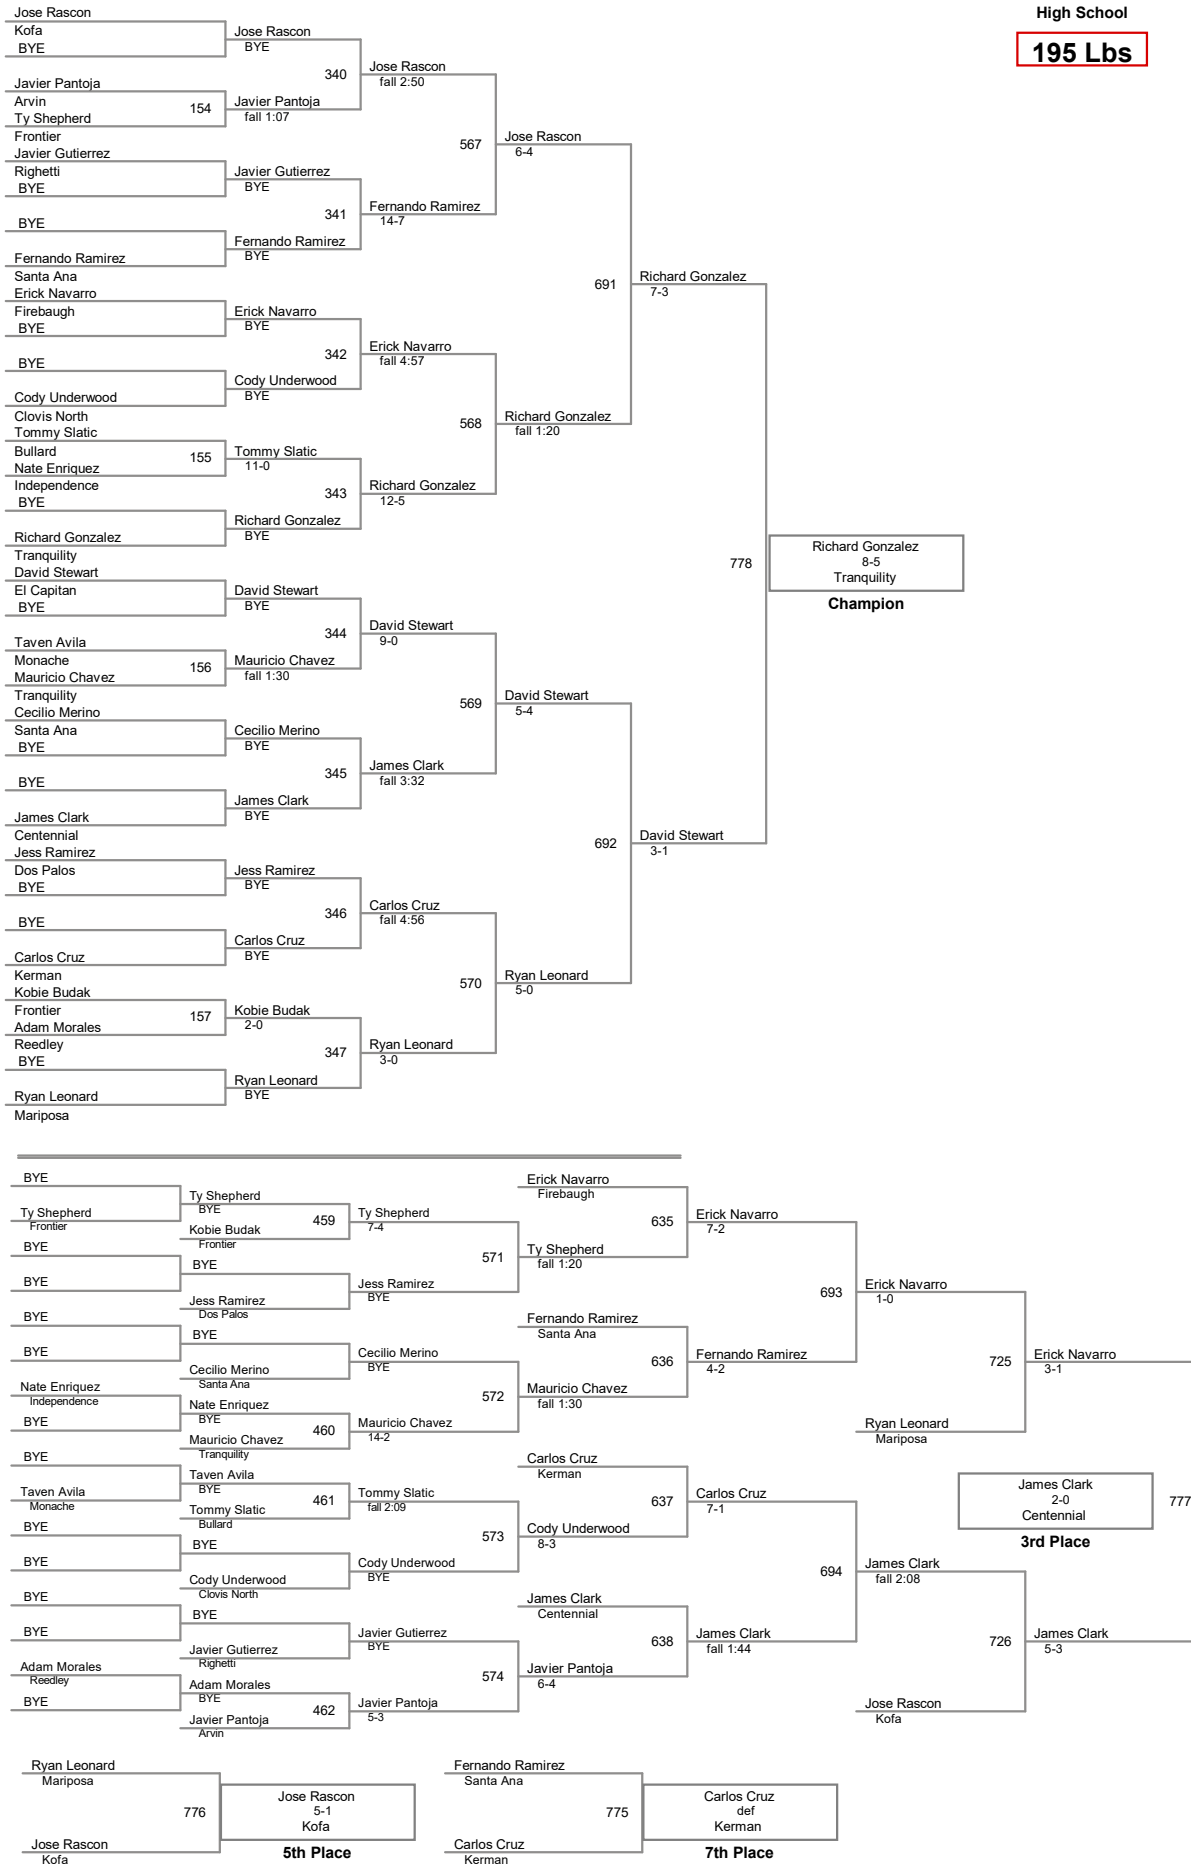 High School
195 Lbs
Jose Rascon
Kofa
BYE
Javier Pantoja
Arvin
154
Ty Shepherd
Frontier
Javier Gutierrez
Righetti
BYE
BYE
Fernando Ramirez
Santa Ana
Erick Navarro
Firebaugh
BYE
BYE
Cody Underwood
Clovis North
Tommy Slatic
Bullard
155
Nate Enriquez
Independence
BYE
Richard Gonzalez
Tranquility
David Stewart
El Capitan
BYE
Taven Avila
Monache
156
Mauricio Chavez
Tranquility
Cecilio Merino
Santa Ana
BYE
BYE
James Clark
Centennial
Jess Ramirez
Dos Palos
BYE
BYE
Carlos Cruz
Kerman
Kobie Budak
Frontier
157
Adam Morales
Reedley
BYE
Ryan Leonard
Mariposa
Jose Rascon
BYE
340
Javier Pantoja
fall 1:07
Javier Gutierrez
BYE
341
Fernando Ramirez
BYE
Erick Navarro
BYE
342
Cody Underwood
BYE
Tommy Slatic
11-0
343
Richard Gonzalez
BYE
David Stewart
BYE
344
Mauricio Chavez
fall 1:30
Cecilio Merino
BYE
345
James Clark
BYE
Jess Ramirez
BYE
346
Carlos Cruz
BYE
Kobie Budak
2-0
347
Ryan Leonard
BYE
Jose Rascon
fall 2:50
567
Fernando Ramirez
14-7
Erick Navarro
fall 4:57
568
Richard Gonzalez
12-5
David Stewart
9-0
569
James Clark
fall 3:32
Carlos Cruz
fall 4:56
570
Ryan Leonard
3-0
Jose Rascon
6-4
691
Richard Gonzalez
fall 1:20
David Stewart
5-4
692
Ryan Leonard
5-0
Richard Gonzalez
7-3
778
David Stewart
3-1
Richard Gonzalez
8-5
Tranquility
Champion
BYE
Ty Shepherd
Frontier
BYE
BYE
BYE
BYE
Nate Enriquez
Independence
BYE
BYE
Taven Avila
Monache
BYE
BYE
BYE
BYE
Adam Morales
Reedley
BYE
Ty Shepherd
BYE
459
Kobie Budak
Frontier
BYE
Jess Ramirez
Dos Palos
BYE
Cecilio Merino
Santa Ana
Nate Enriquez
BYE
460
Mauricio Chavez
Tranquility
Taven Avila
BYE
461
Tommy Slatic
Bullard
BYE
Cody Underwood
Clovis North
BYE
Javier Gutierrez
Righetti
Adam Morales
BYE
462
Javier Pantoja
Arvin
Ty Shepherd
7-4
571
Jess Ramirez
BYE
Cecilio Merino
BYE
572
Mauricio Chavez
14-2
Tommy Slatic
fall 2:09
573
Cody Underwood
BYE
Javier Gutierrez
BYE
574
Javier Pantoja
5-3
Erick Navarro
Firebaugh
635
Ty Shepherd
fall 1:20
Fernando Ramirez
Santa Ana
636
Mauricio Chavez
fall 1:30
Carlos Cruz
Kerman
637
Cody Underwood
8-3
James Clark
Centennial
638
Javier Pantoja
6-4
Erick Navarro
7-2
693
Fernando Ramirez
4-2
Carlos Cruz
7-1
694
James Clark
fall 1:44
Erick Navarro
1-0
725
Ryan Leonard
Mariposa
James Clark
fall 2:08
726
Jose Rascon
Kofa
Erick Navarro
3-1
James Clark
2-0
Centennial
777
3rd Place
James Clark
5-3
Ryan Leonard
Mariposa
776
Jose Rascon
Kofa
Jose Rascon
5-1
Kofa
5th Place
Fernando Ramirez
Santa Ana
775
Carlos Cruz
Kerman
Carlos Cruz
def
Kerman
7th Place